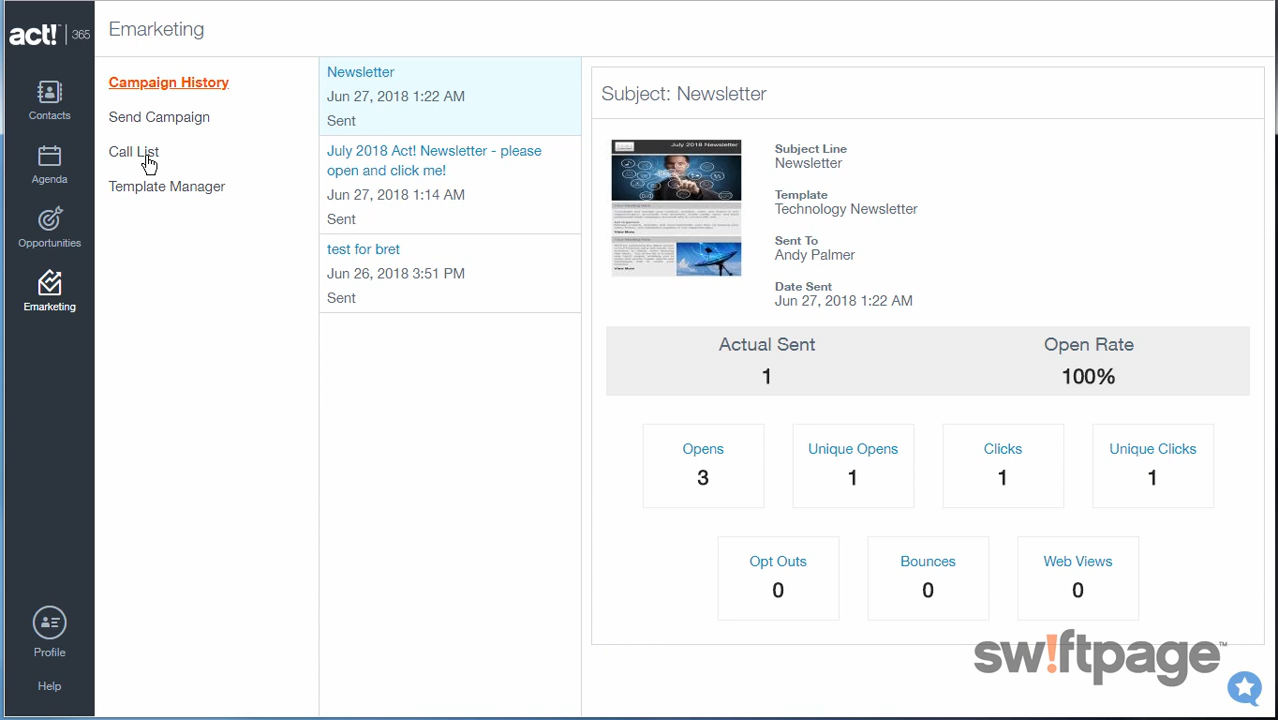 act! 365
Emarketing
Contacts
Agenda
Opportunities
Emarketing
Profile
Help
Campaign History
Send Campaign
Call List
Template Manager
Newsletter
Jun 27, 2018 1:22 AM
Sent
July 2018 Act! Newsletter - please
open and click me!
Jun 27, 2018 1:14 AM
Sent
test for bret
Jun 26, 2018 3:51 PM
Sent
Subject: Newsletter
July 2018 Newsletter
Subject Line
Newsletter
Template
Technology Newsletter
Sent To
Andy Palmer
Date Sent
Jun 27, 2018 1:22 AM
Actual Sent
1
Open Rate
100%
Opens
3
Unique Opens
1
Clicks
1
Unique Clicks
1
Opt Outs
0
Bounces
0
Web Views
0
sw!ftpage™